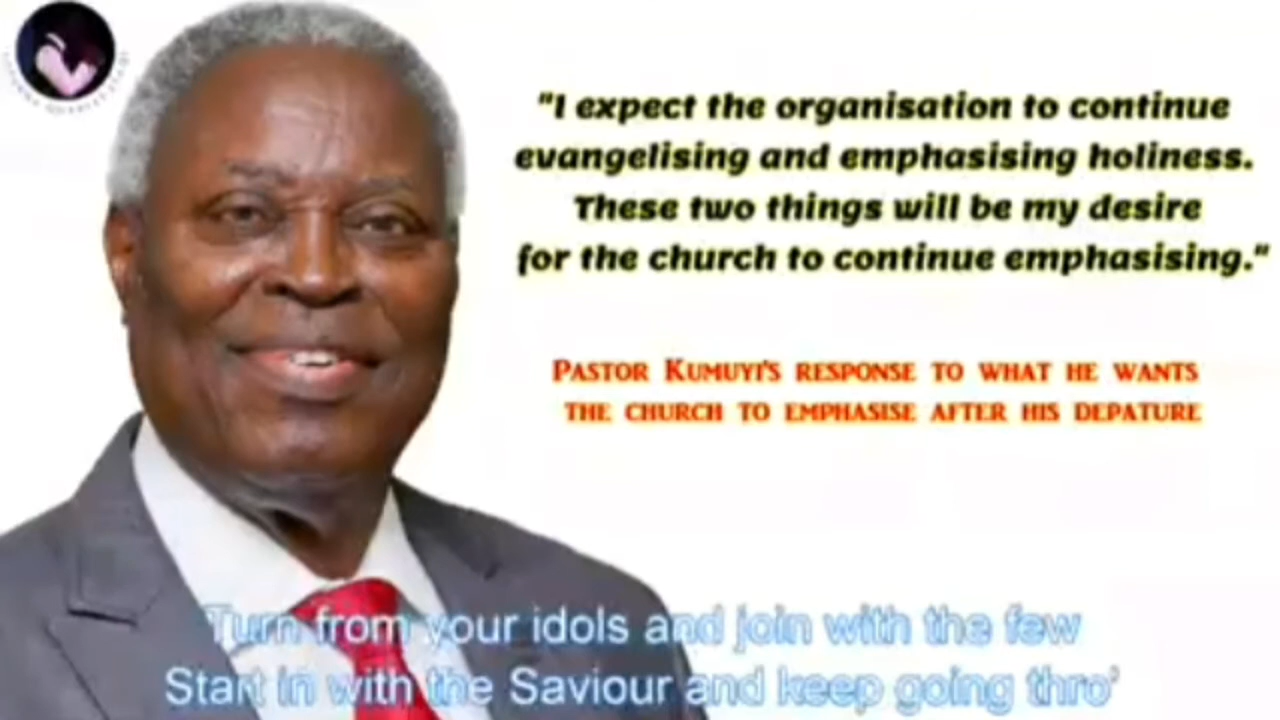 "I expect the organisation to continue
evangelising and emphasising holiness.
These two things will be my desire
for the church to continue emphasising."
Pastor Kumuyi's response to what he wants
the church to emphasise after his depature
Turn from your idols and join with the few
Start in with the Saviour and keep going thro'